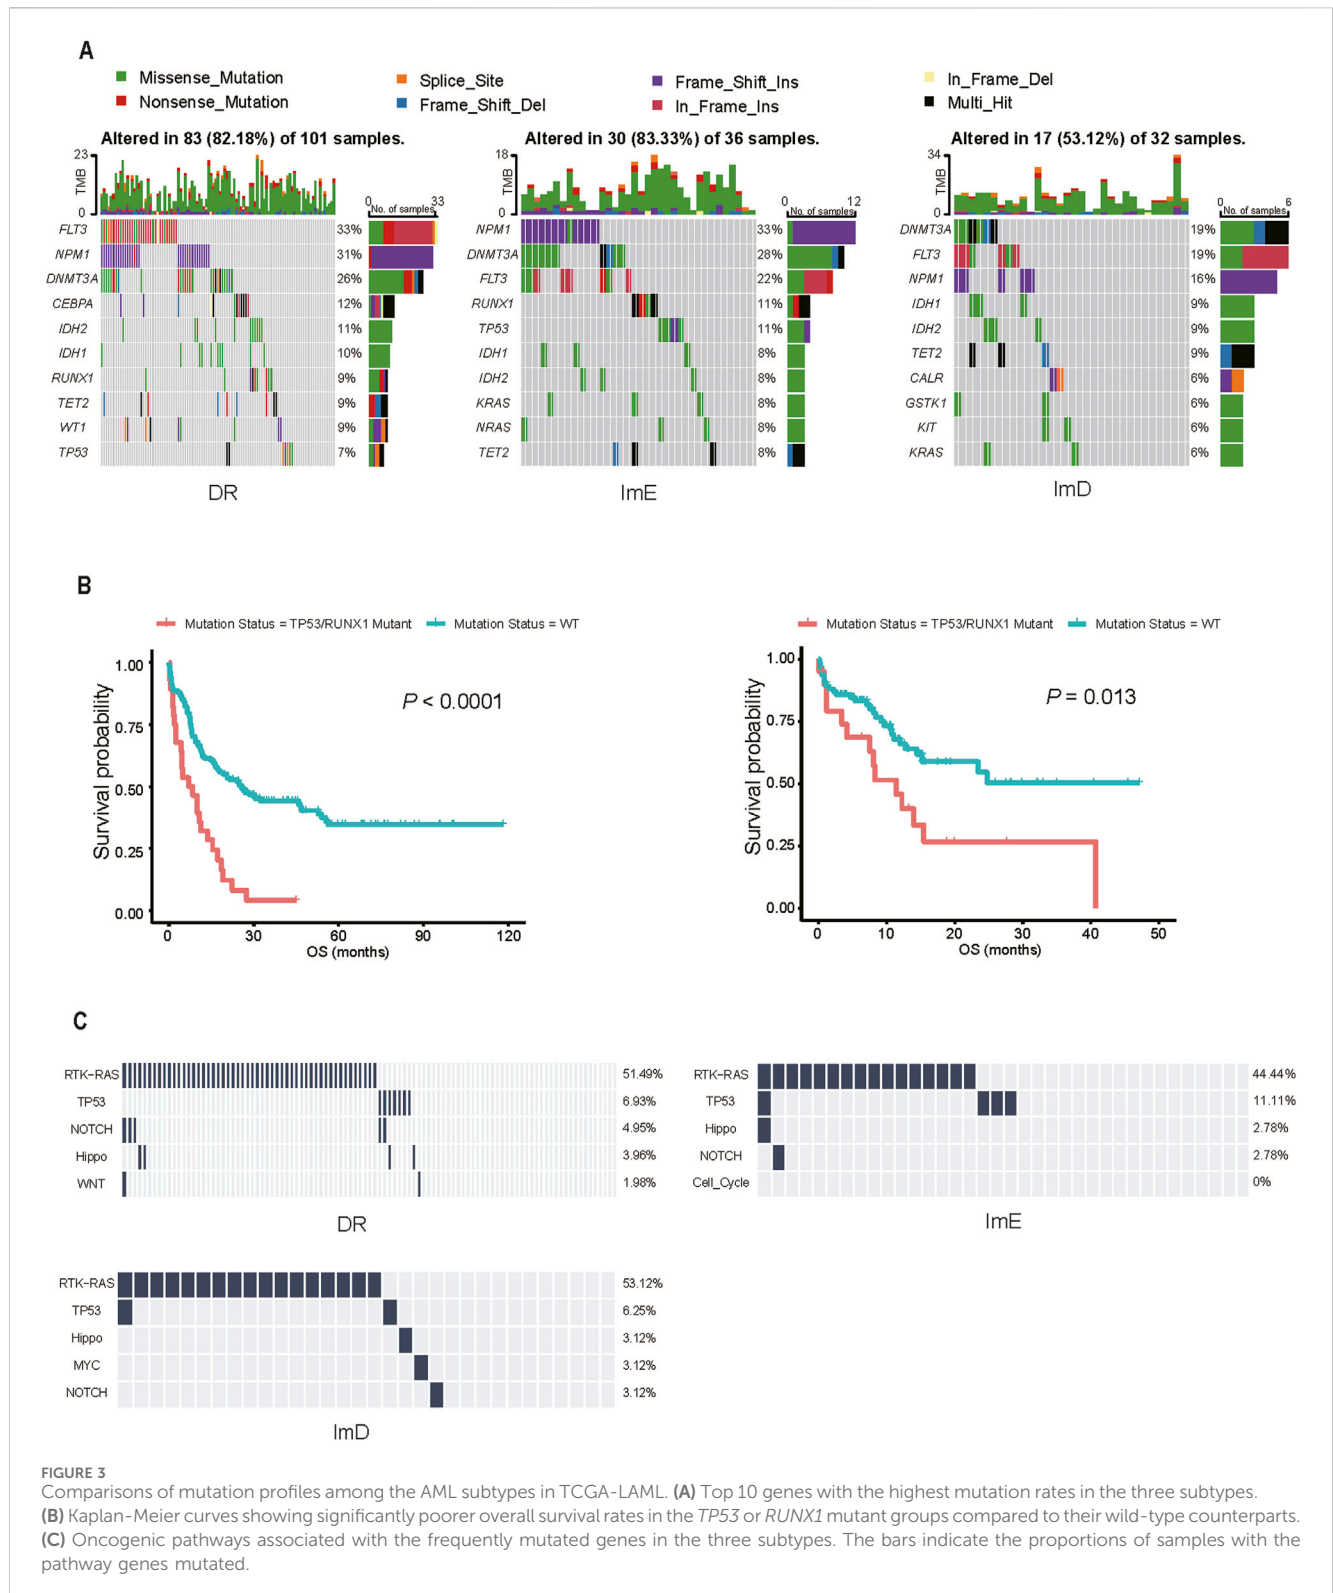 A
Missense_Mutation Splice_Site Frame_Shift_Ins In_Frame_Del
Nonsense_Mutation Frame_Shift_Del In_Frame_Ins Multi_Hit
Altered in 83 (82.18%) of 101 samples.
23
TMB
0
0 33
No. of samples
FLT3 33%
NPM1 31%
DNMT3A 26%
CEBPA 12%
IDH2 11%
IDH1 10%
RUNX1 9%
TET2 9%
WT1 9%
TP53 7%
DR
Altered in 30 (83.33%) of 36 samples.
18
TMB
0
0 12
No. of samples
NPM1 33%
DNMT3A 28%
FLT3 22%
RUNX1 11%
TP53 11%
IDH1 8%
IDH2 8%
KRAS 8%
NRAS 8%
TET2 8%
ImE
Altered in 17 (53.12%) of 32 samples.
34
TMB
0
0 6
No. of samples
DNMT3A 19%
FLT3 19%
NPM1 16%
IDH1 9%
IDH2 9%
TET2 9%
CALR 6%
GSTK1 6%
KIT 6%
KRAS 6%
ImD
B
Mutation Status = TP53/RUNX1 Mutant Mutation Status = WT
P < 0.0001
Survival probability
1.00
0.75
0.50
0.25
0.00
0 30 60 90 120
OS (months)
Mutation Status = TP53/RUNX1 Mutant Mutation Status = WT
P = 0.013
Survival probability
1.00
0.75
0.50
0.25
0.00
0 10 20 30 40 50
OS (months)
C
RTK-RAS 51.49%
TP53 6.93%
NOTCH 4.95%
Hippo 3.96%
WNT 1.98%
DR
RTK-RAS 44.44%
TP53 11.11%
Hippo 2.78%
NOTCH 2.78%
Cell_Cycle 0%
ImE
RTK-RAS 53.12%
TP53 6.25%
Hippo 3.12%
MYC 3.12%
NOTCH 3.12%
ImD
FIGURE 3
Comparisons of mutation profiles among the AML subtypes in TCGA-LAML. (A) Top 10 genes with the highest mutation rates in the three subtypes.
(B) Kaplan-Meier curves showing significantly poorer overall survival rates in the TP53 or RUNX1 mutant groups compared to their wild-type counterparts.
(C) Oncogenic pathways associated with the frequently mutated genes in the three subtypes. The bars indicate the proportions of samples with the
pathway genes mutated.